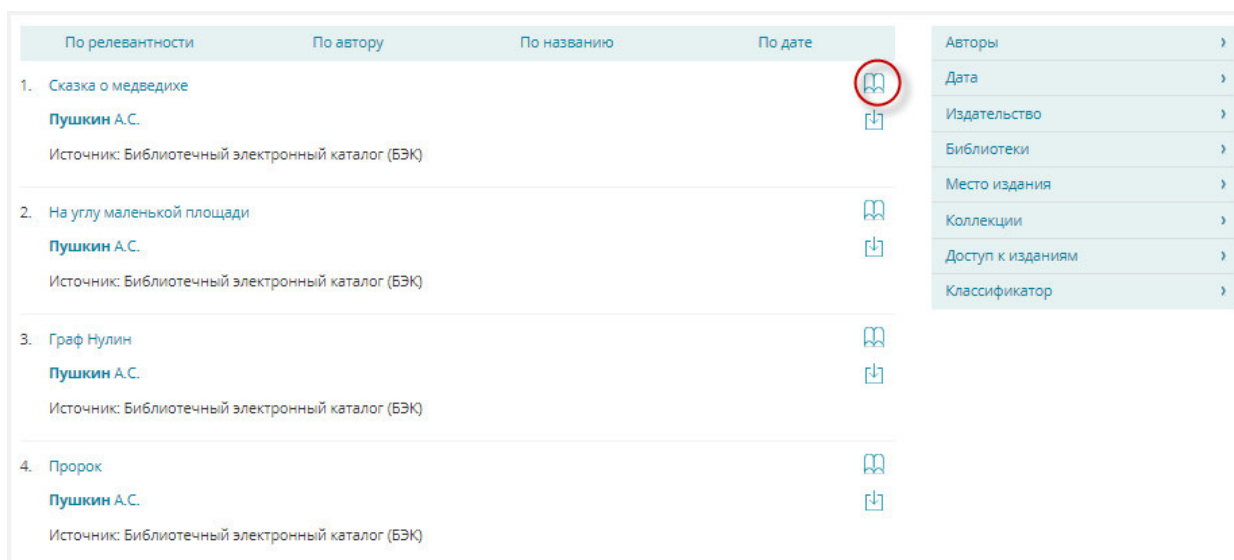 По релевантности По автору По названию По дате
1. Сказка о медведихе
Пушкин А.С.
Источник: Библиотечный электронный каталог (БЭК)
2. На углу маленькой площади
Пушкин А.С.
Источник: Библиотечный электронный каталог (БЭК)
3. Граф Нулин
Пушкин А.С.
Источник: Библиотечный электронный каталог (БЭК)
4. Пророк
Пушкин А.С.
Источник: Библиотечный электронный каталог (БЭК)
Авторы
Дата
Издательство
Библиотеки
Место издания
Коллекции
Доступ к изданиям
Классификатор